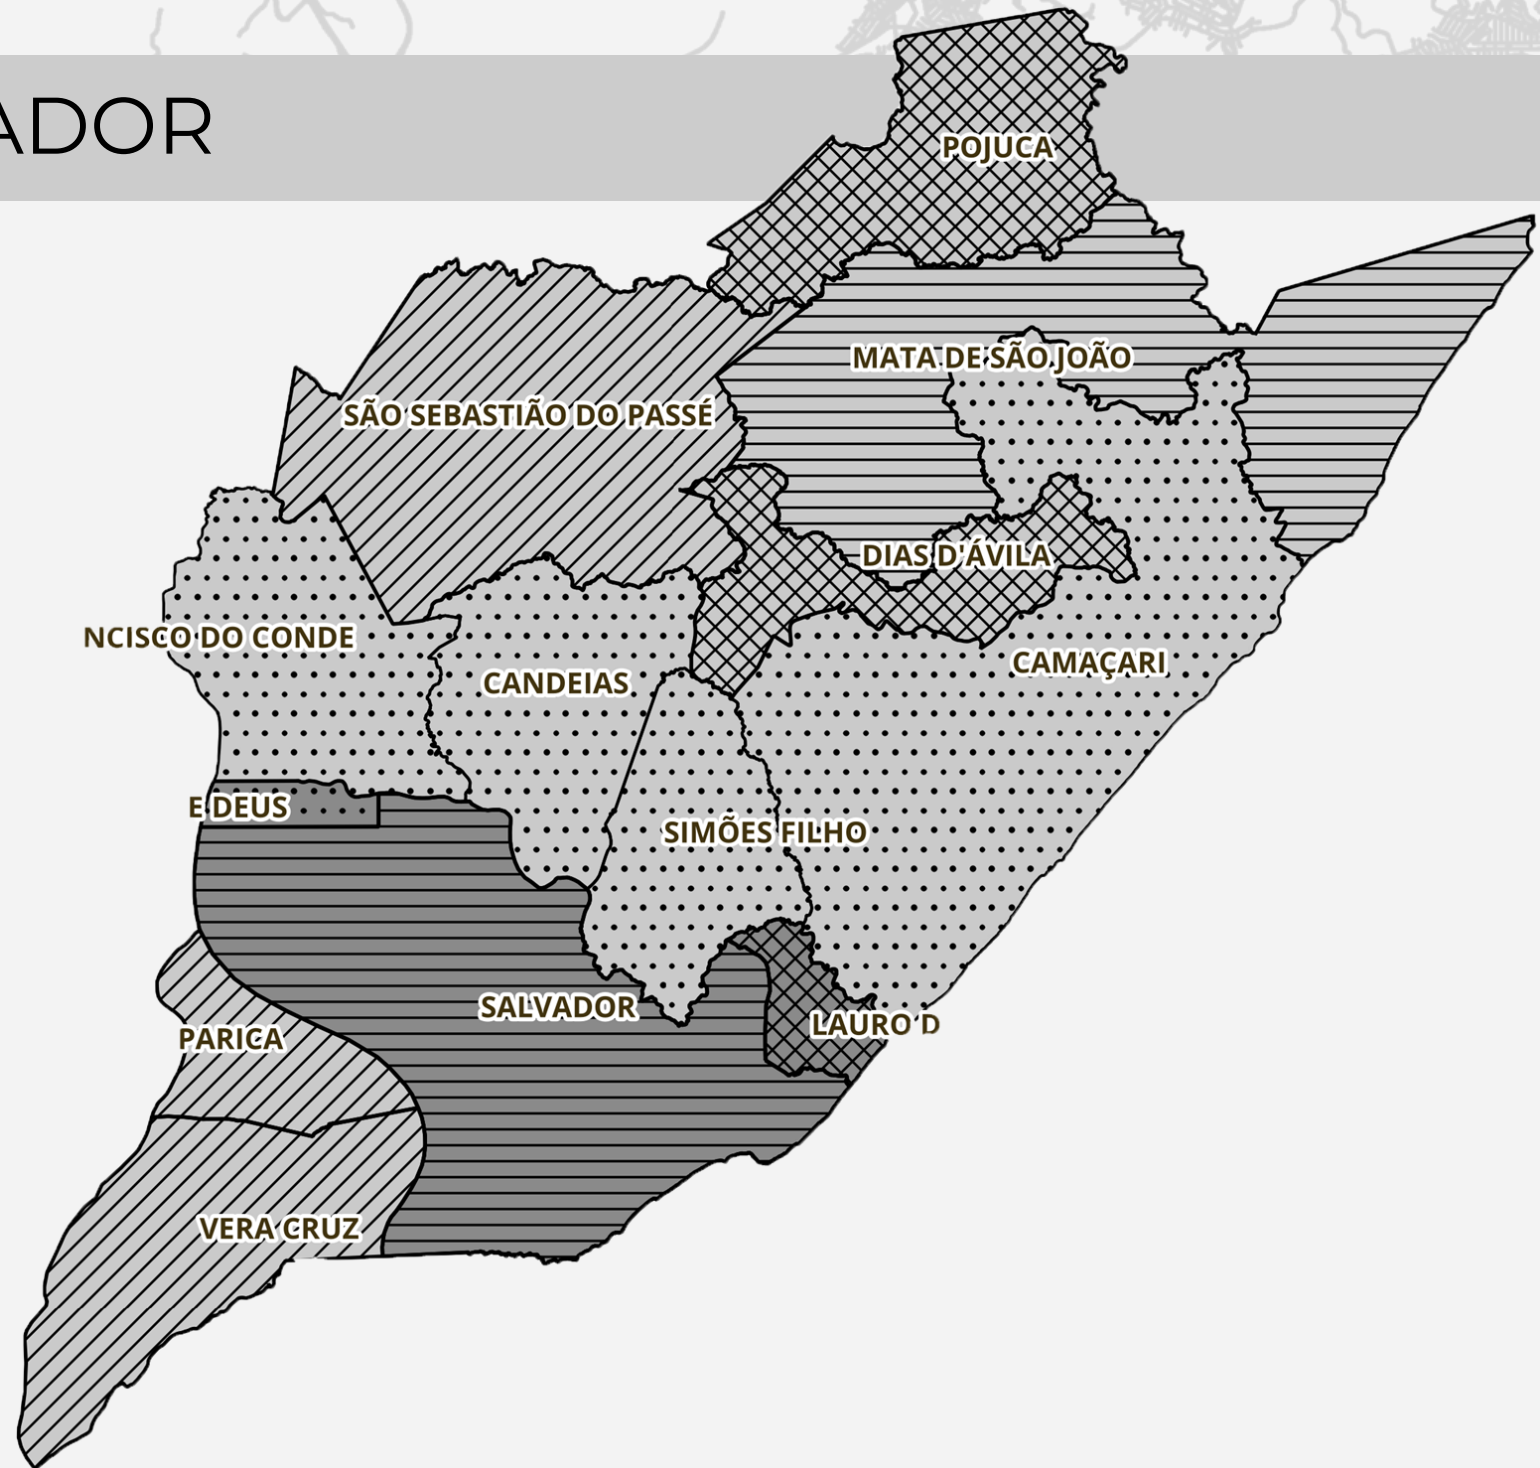 ADOR
POJUCA
MATA DE SÃO JOÃO
SÃO SEBASTIÃO DO PASSÉ
DIAS D'ÁVILA
NCISCO DO CONDE
CAMAÇARI
CANDEIAS
E DEUS
SIMÕES FILHO
SALVADOR
LAURO D
PARICA
VERA CRUZ